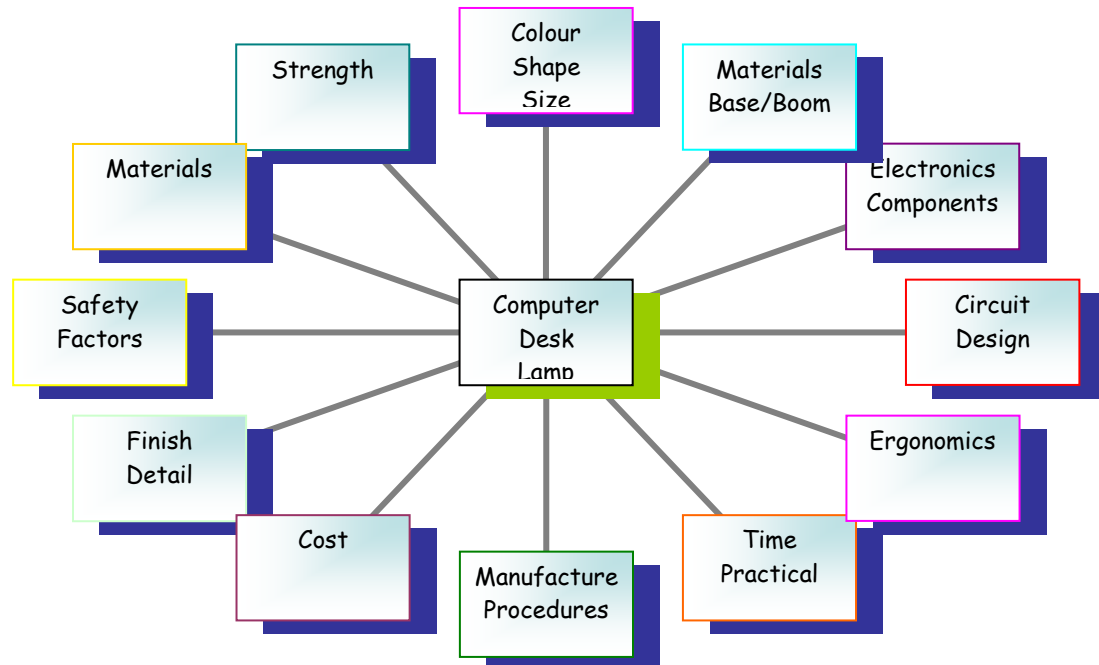 Colour
Shape
Size
Strength
Materials
Base/Boom
Materials
Electronics
Components
Safety
Factors
Computer
Desk
Lamp
Circuit
Design
Finish
Detail
Ergonomics
Cost
Time
Practical
Manufacture
Procedures